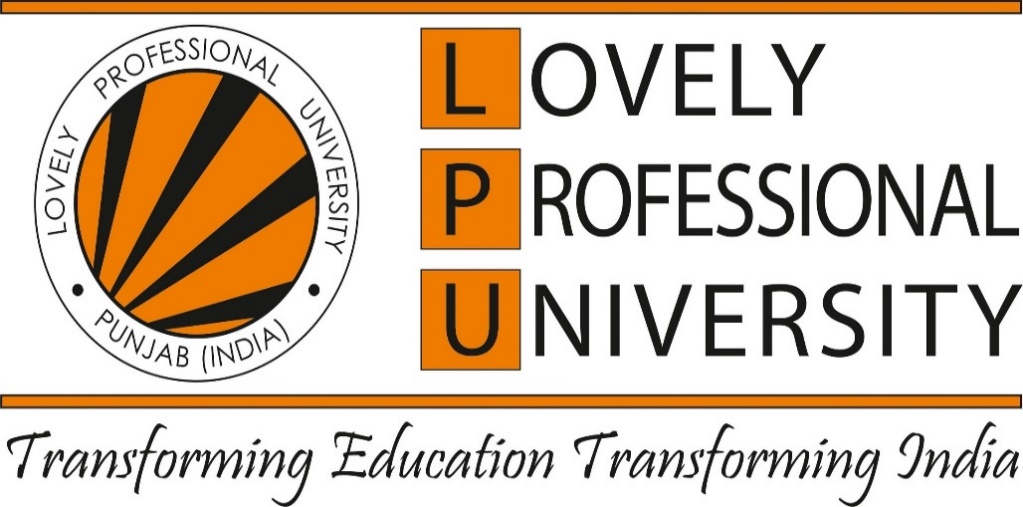 LOVELY PROFESSIONAL UNIVERSITY
PUNJAB (INDIA)
LOVELY
PROFESSIONAL
UNIVERSITY
Transforming Education Transforming India